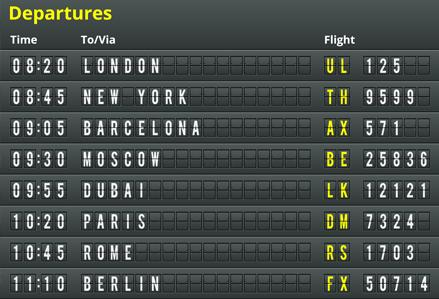 Departures
Time To/Via Flight
08:20 LONDON UL 125
08:45 NEW YORK TH 9599
09:05 BARCELONA AX 571
09:30 MOSCOW BE 25836
09:55 DUBAI LK 12121
10:20 PARIS DM 7324
10:45 ROME RS 1703
11:10 BERLIN FX 50714